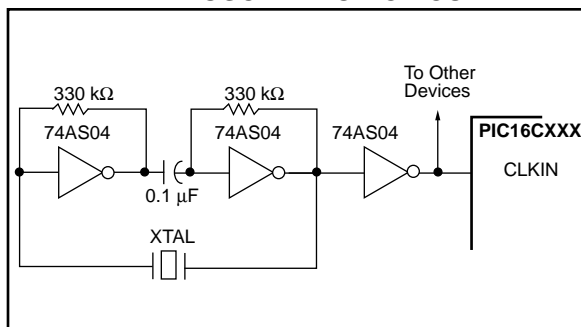 330 kΩ
330 kΩ
To Other
Devices
74AS04
74AS04
74AS04
PIC16CXXX
CLKIN
0.1 µF
XTAL